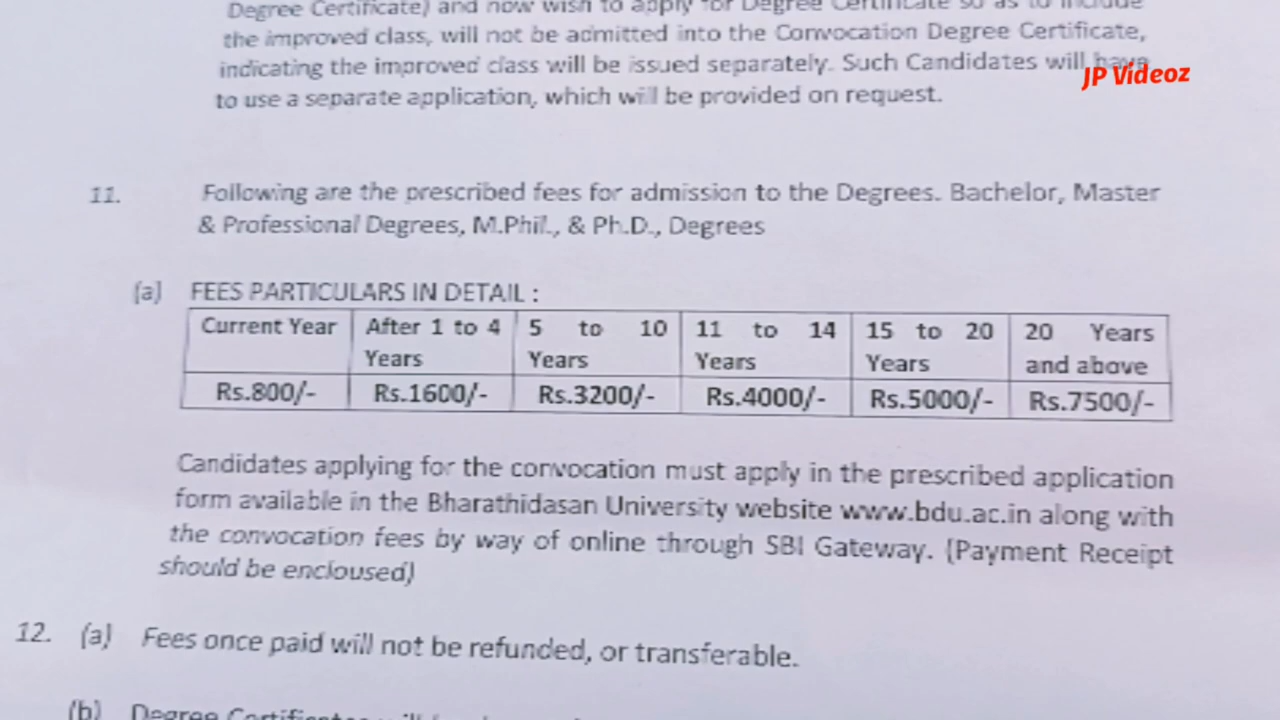 Degree Certificate) and now wish to apply for Degree Certificate so as to include
the improved class, will not be admitted into the Convocation Degree Certificate,
indicating the improved class will be issued separately. Such Candidates will have
JP Videoz
to use a separate application, which will be provided on request.
11. Following are the prescribed fees for admission to the Degrees. Bachelor, Master
& Professional Degrees, M.Phil., & Ph.D., Degrees
(a) FEES PARTICULARS IN DETAIL :
Current Year After 1 to 4 5 to 10 11 to 14 15 to 20 20 Years
Years Years Years Years and above
Rs.800/- Rs.1600/- Rs.3200/- Rs.4000/- Rs.5000/- Rs.7500/-
Candidates applying for the convocation must apply in the prescribed application
form available in the Bharathidasan University website www.bdu.ac.in along with
the convocation fees by way of online through SBI Gateway. (Payment Receipt
should be encloused)
12. (a) Fees once paid will not be refunded, or transferable.
(b) Degree Certificates will